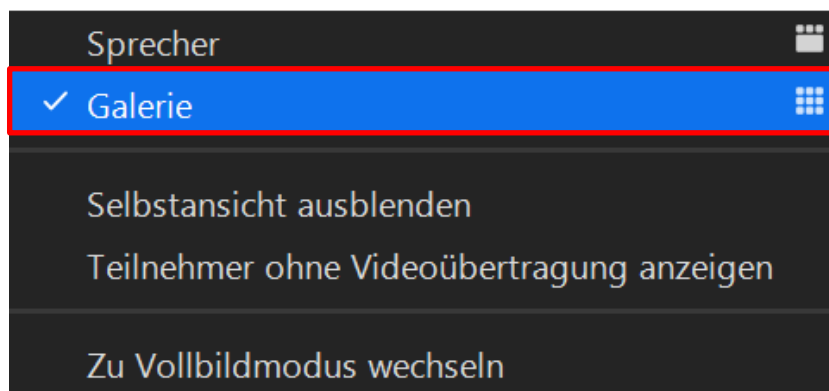 Sprecher
Galerie
Selbstansicht ausblenden
Teilnehmer ohne Videoübertragung anzeigen
Zu Vollbildmodus wechseln